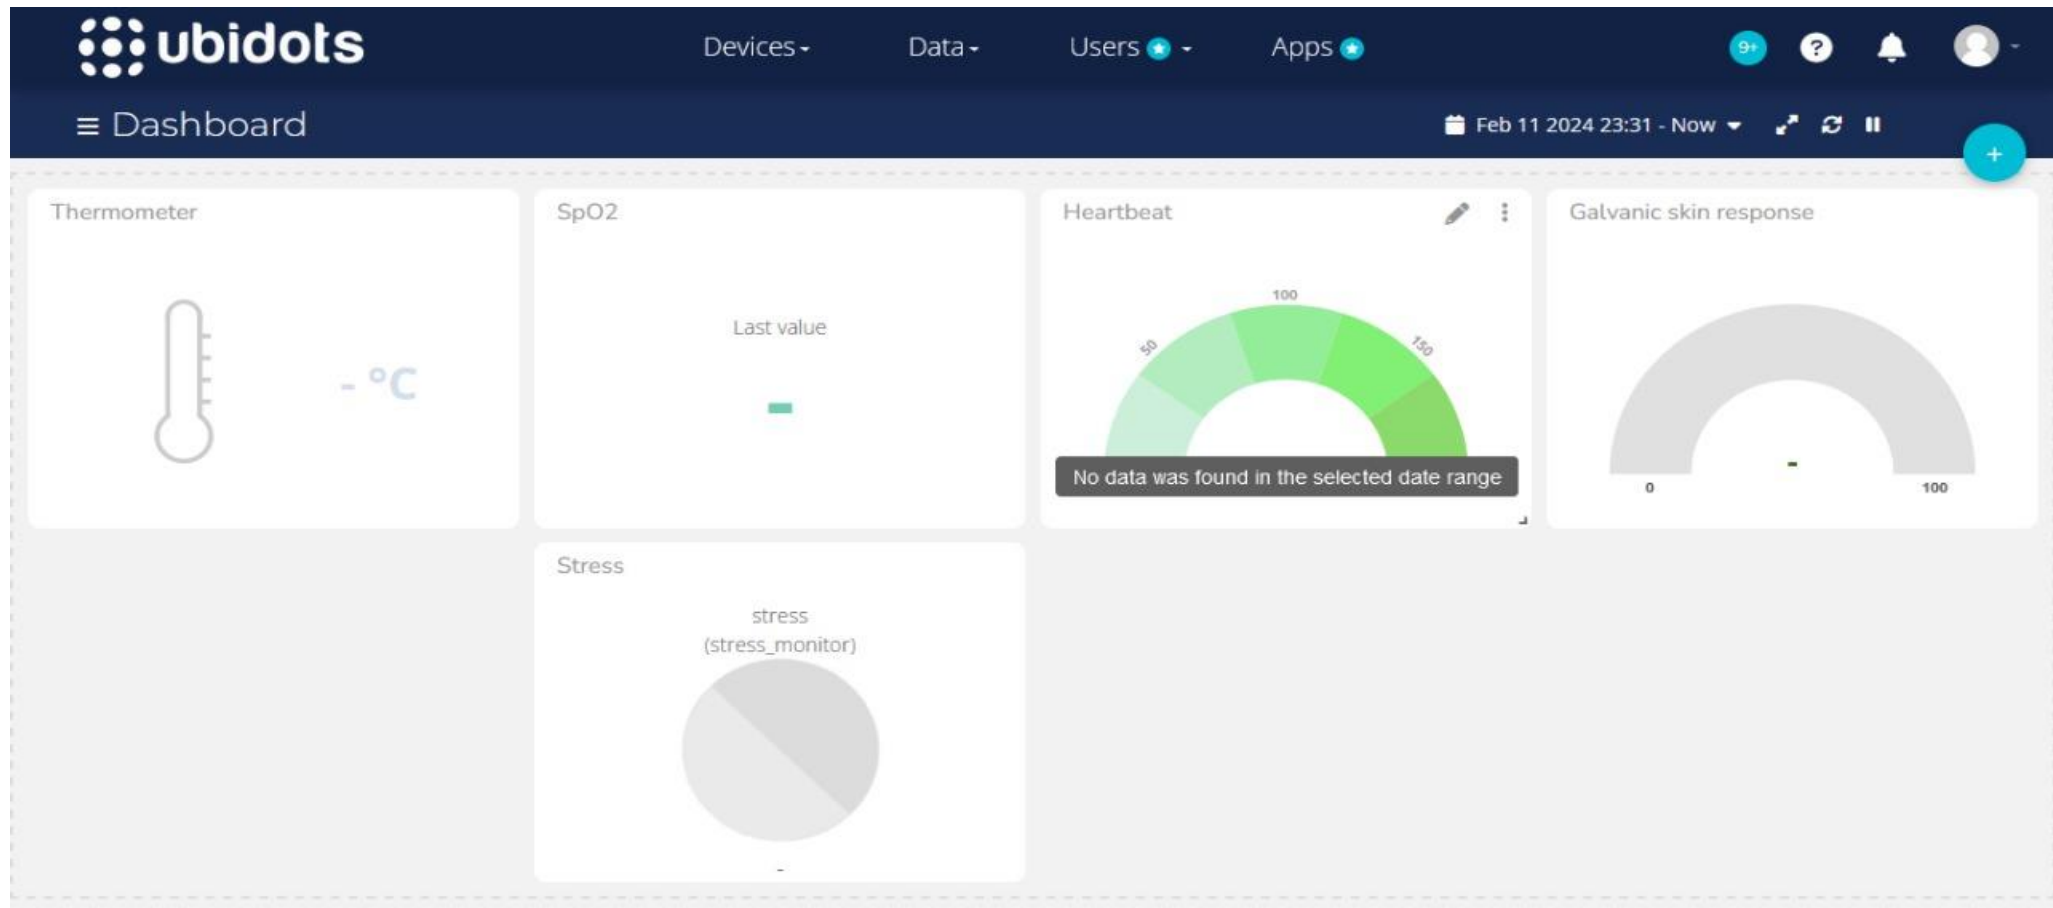 ubidots
Devices
Data
Users
Apps
9+
?
Dashboard
Feb 11 2024 23:31 - Now
+
Thermometer
- °C
SpO2
Last value
-
Heartbeat
50
100
150
No data was found in the selected date range
Galvanic skin response
-
0
100
Stress
stress
(stress_monitor)
-